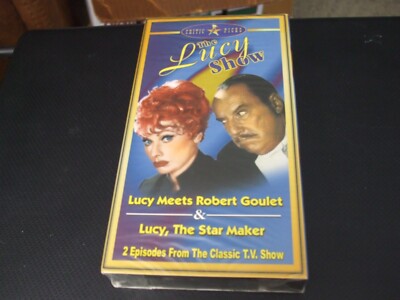 CRITIC PICKS
The
Lucy
Show
Lucy Meets Robert Goulet
&
Lucy, The Star Maker
2 Episodes From The Classic T.V. Show